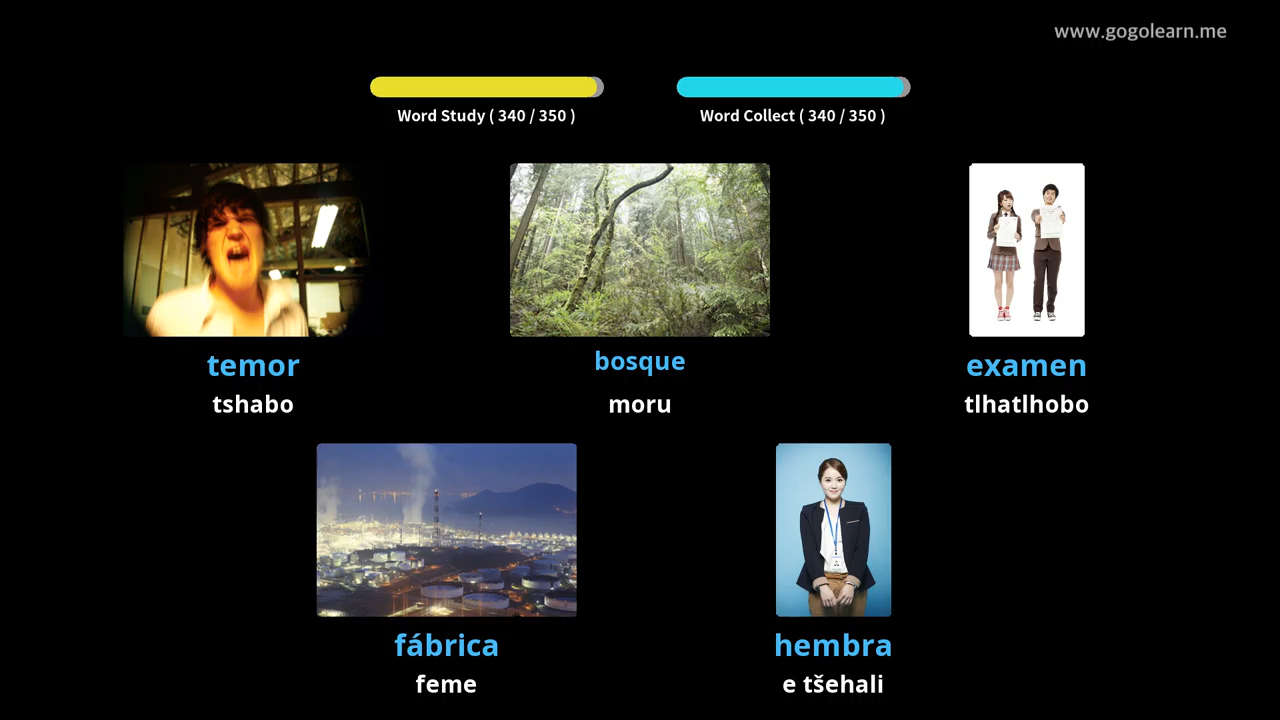 www.gogolearn.me
Word Study ( 340 / 350 )
Word Collect ( 340 / 350 )
temor
tshabo
bosque
moru
examen
tlhatlhobo
fábrica
feme
hembra
e tšehali